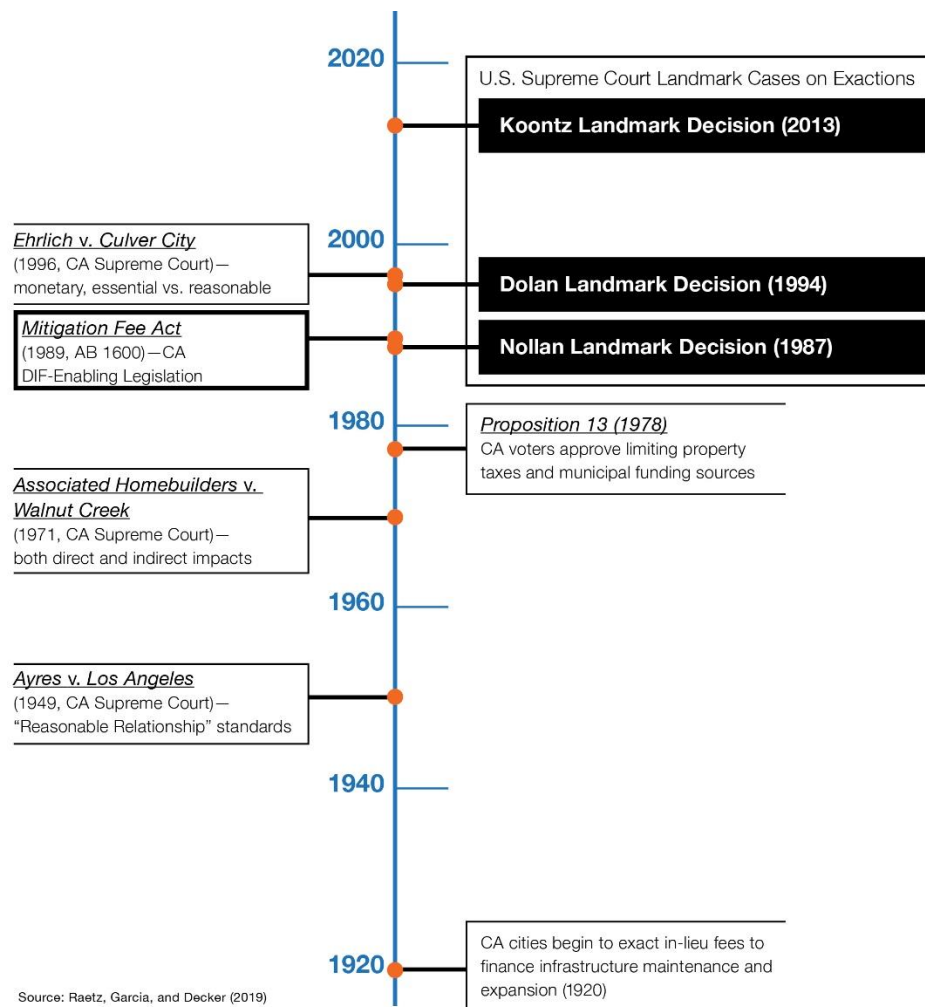 2020
U.S. Supreme Court Landmark Cases on Exactions
Koontz Landmark Decision (2013)
2000
Ehrlich v. Culver City
(1996, CA Supreme Court)—
monetary, essential vs. reasonable
Dolan Landmark Decision (1994)
Mitigation Fee Act
(1989, AB 1600)—CA
DIF-Enabling Legislation
Nollan Landmark Decision (1987)
1980
Proposition 13 (1978)
CA voters approve limiting property
taxes and municipal funding sources
Associated Homebuilders v.
Walnut Creek
(1971, CA Supreme Court)—
both direct and indirect impacts
1960
Ayres v. Los Angeles
(1949, CA Supreme Court)—
“Reasonable Relationship” standards
1940
1920
CA cities begin to exact in-lieu fees to
finance infrastructure maintenance and
expansion (1920)
Source: Raetz, Garcia, and Decker (2019)